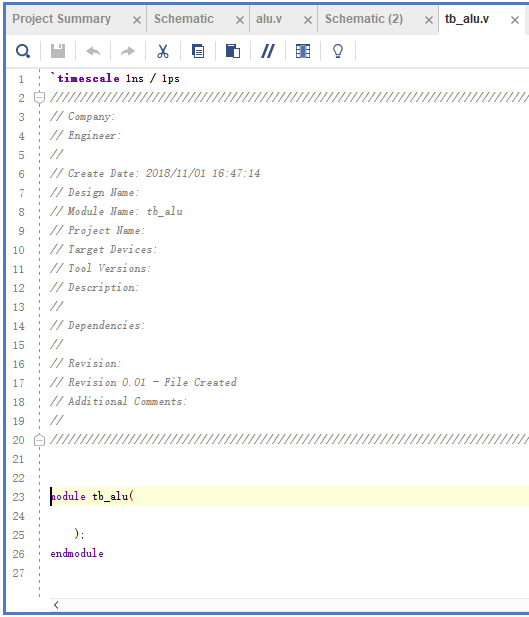 Project Summary × Schematic × alu.v × Schematic (2) × tb_alu.v ×
1 `timescale 1ns / 1ps
2 //////////////////////////////////////////////////////////////////////////////////
3 // Company:
4 // Engineer:
5 //
6 // Create Date: 2018/11/01 16:47:14
7 // Design Name:
8 // Module Name: tb_alu
9 // Project Name:
10 // Target Devices:
11 // Tool Versions:
12 // Description:
13 //
14 // Dependencies:
15 //
16 // Revision:
17 // Revision 0.01 - File Created
18 // Additional Comments:
19 //
20 //////////////////////////////////////////////////////////////////////////////////
21
22
23 module tb_alu(
24
25 );
26 endmodule
27